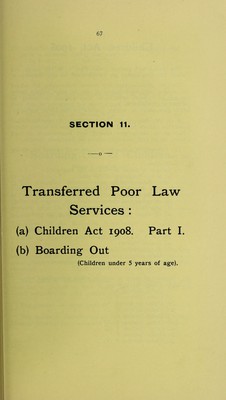 67
SECTION 11.
Transferred Poor Law
Services:
(a) Children Act 1908. Part I.
(b) Boarding Out
(Children under 5 years of age).